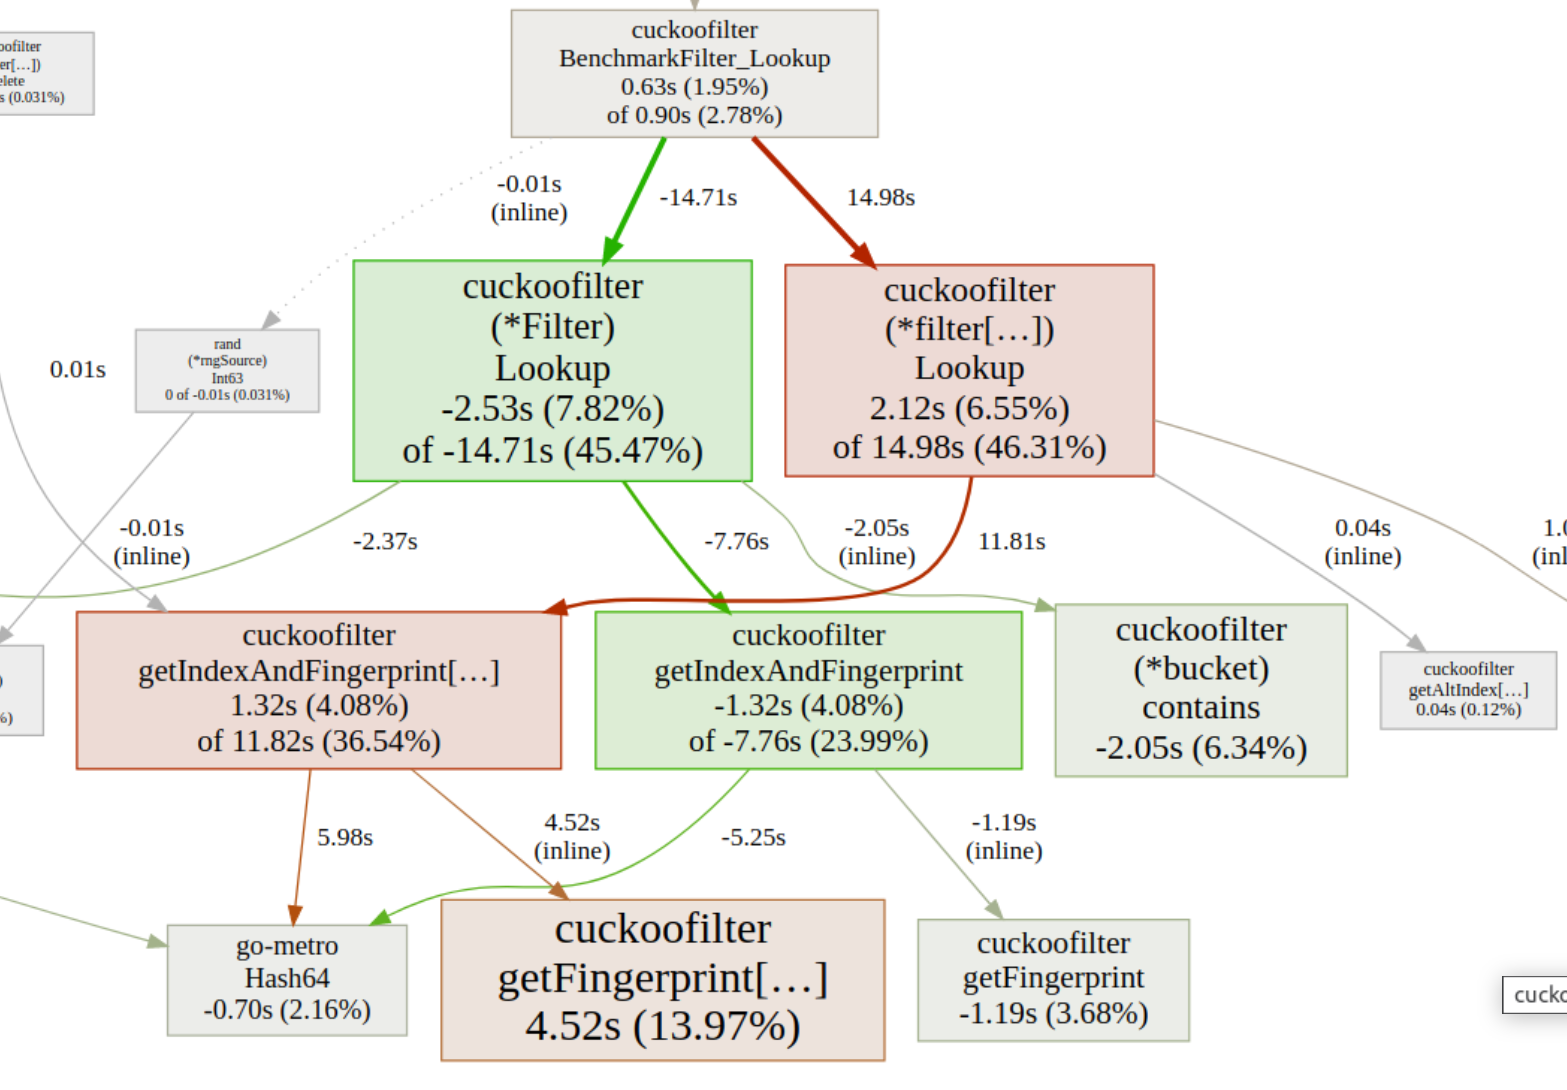 cuckoofilter
BenchmarkFilter_Lookup
0.63s (1.95%)
of 0.90s (2.78%)
oofilter
er[…])
elete
s (0.031%)
-0.01s
(inline)
-14.71s
14.98s
cuckoofilter
(*Filter)
Lookup
-2.53s (7.82%)
of -14.71s (45.47%)
cuckoofilter
(*filter[…])
Lookup
2.12s (6.55%)
of 14.98s (46.31%)
0.01s
rand
(*rngSource)
Int63
0 of -0.01s (0.031%)
-0.01s
(inline)
-2.37s
-7.76s
-2.05s
(inline)
11.81s
0.04s
(inline)
1.0
(inl
cuckoofilter
getIndexAndFingerprint[…]
1.32s (4.08%)
of 11.82s (36.54%)
cuckoofilter
getIndexAndFingerprint
-1.32s (4.08%)
of -7.76s (23.99%)
cuckoofilter
(*bucket)
contains
-2.05s (6.34%)
cuckoofilter
getAltIndex[…]
0.04s (0.12%)
)
%)
5.98s
4.52s
(inline)
-5.25s
-1.19s
(inline)
go-metro
Hash64
-0.70s (2.16%)
cuckoofilter
getFingerprint[…]
4.52s (13.97%)
cuckoofilter
getFingerprint
-1.19s (3.68%)
cucko